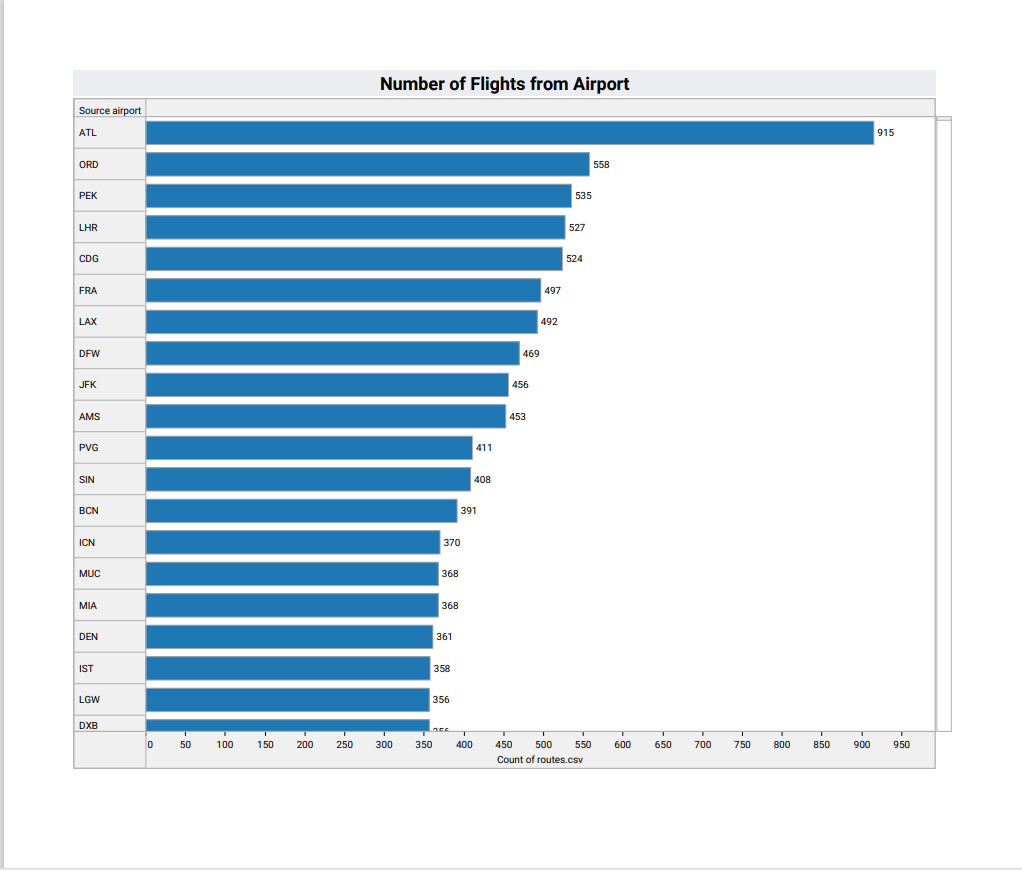 Number of Flights from Airport
Source airport
ATL 915
ORD 558
PEK 535
LHR 527
CDG 524
FRA 497
LAX 492
DFW 469
JFK 456
AMS 453
PVG 411
SIN 408
BCN 391
ICN 370
MUC 368
MIA 368
DEN 361
IST 358
LGW 356
DXB
0 50 100 150 200 250 300 350 400 450 500 550 600 650 700 750 800 850 900 950
Count of routes.csv